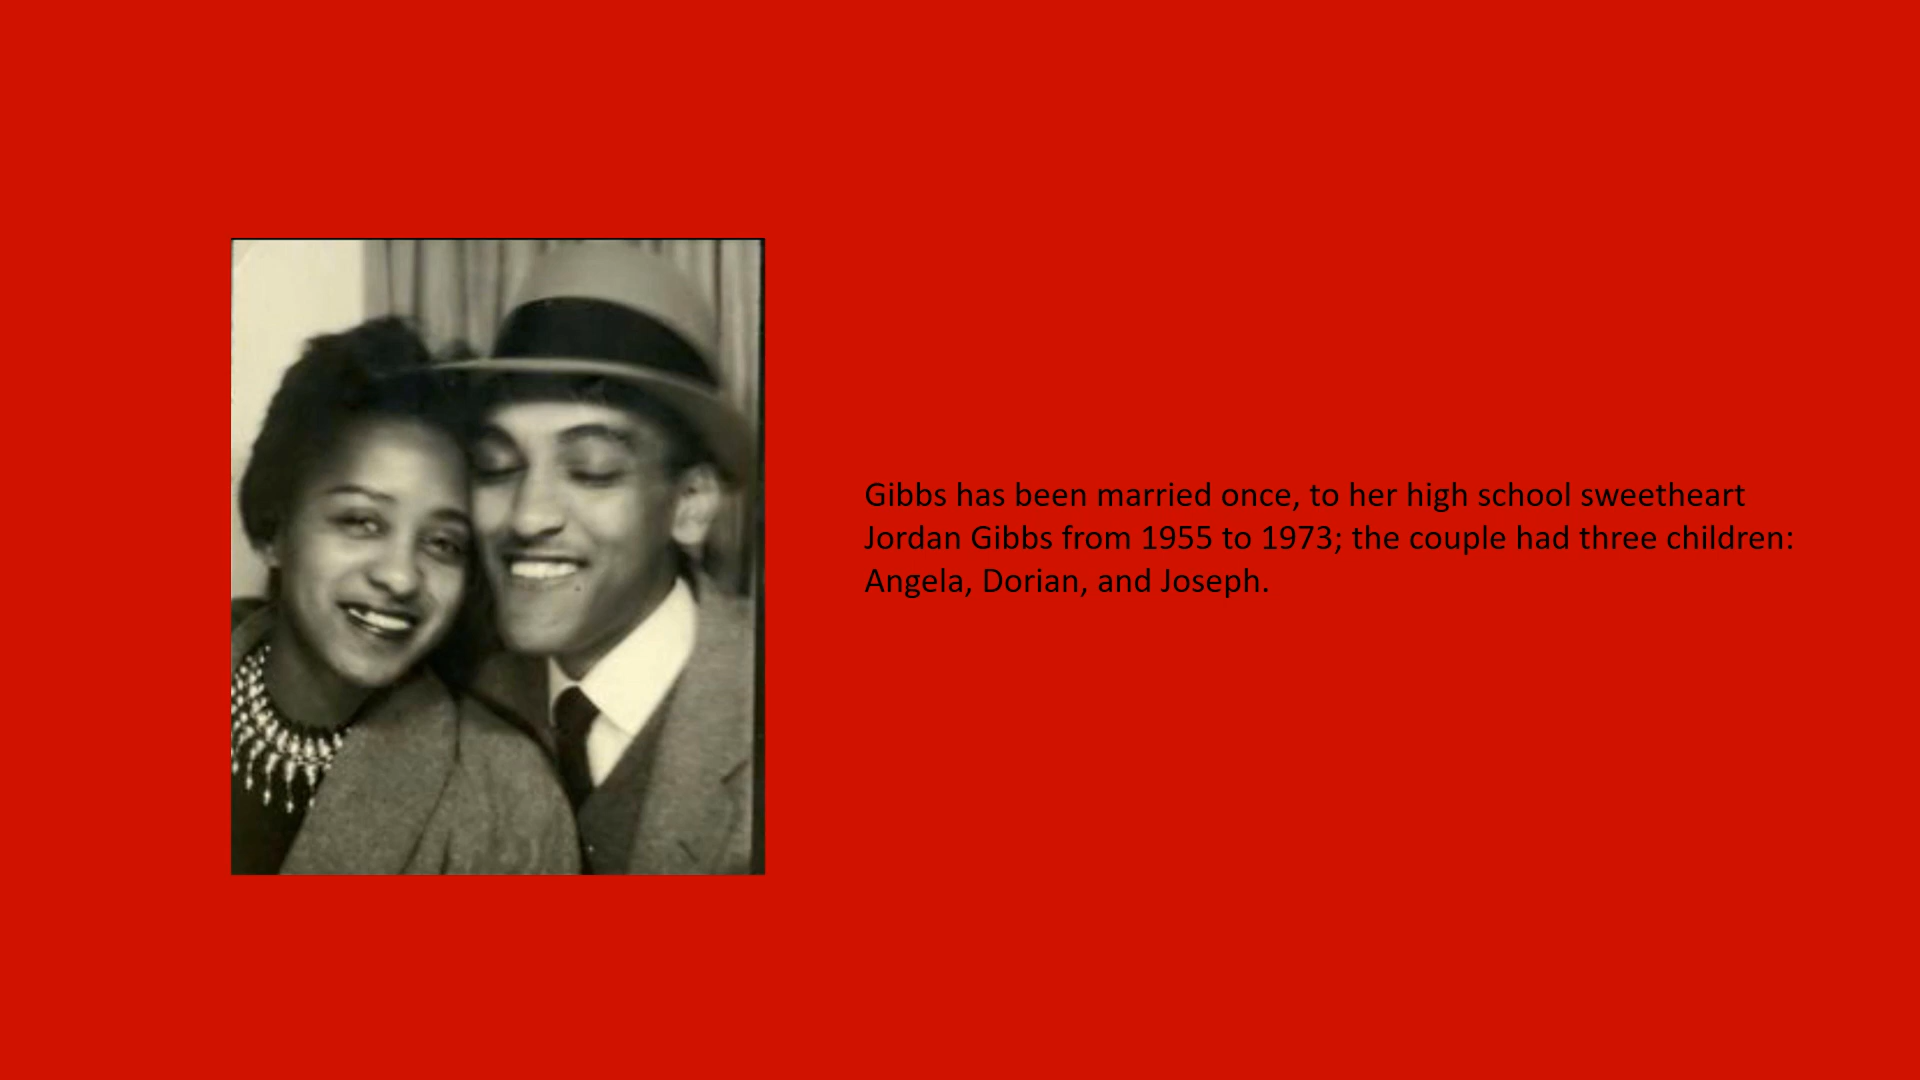 Gibbs has been married once, to her high school sweetheart
Jordan Gibbs from 1955 to 1973; the couple had three children:
Angela, Dorian, and Joseph.